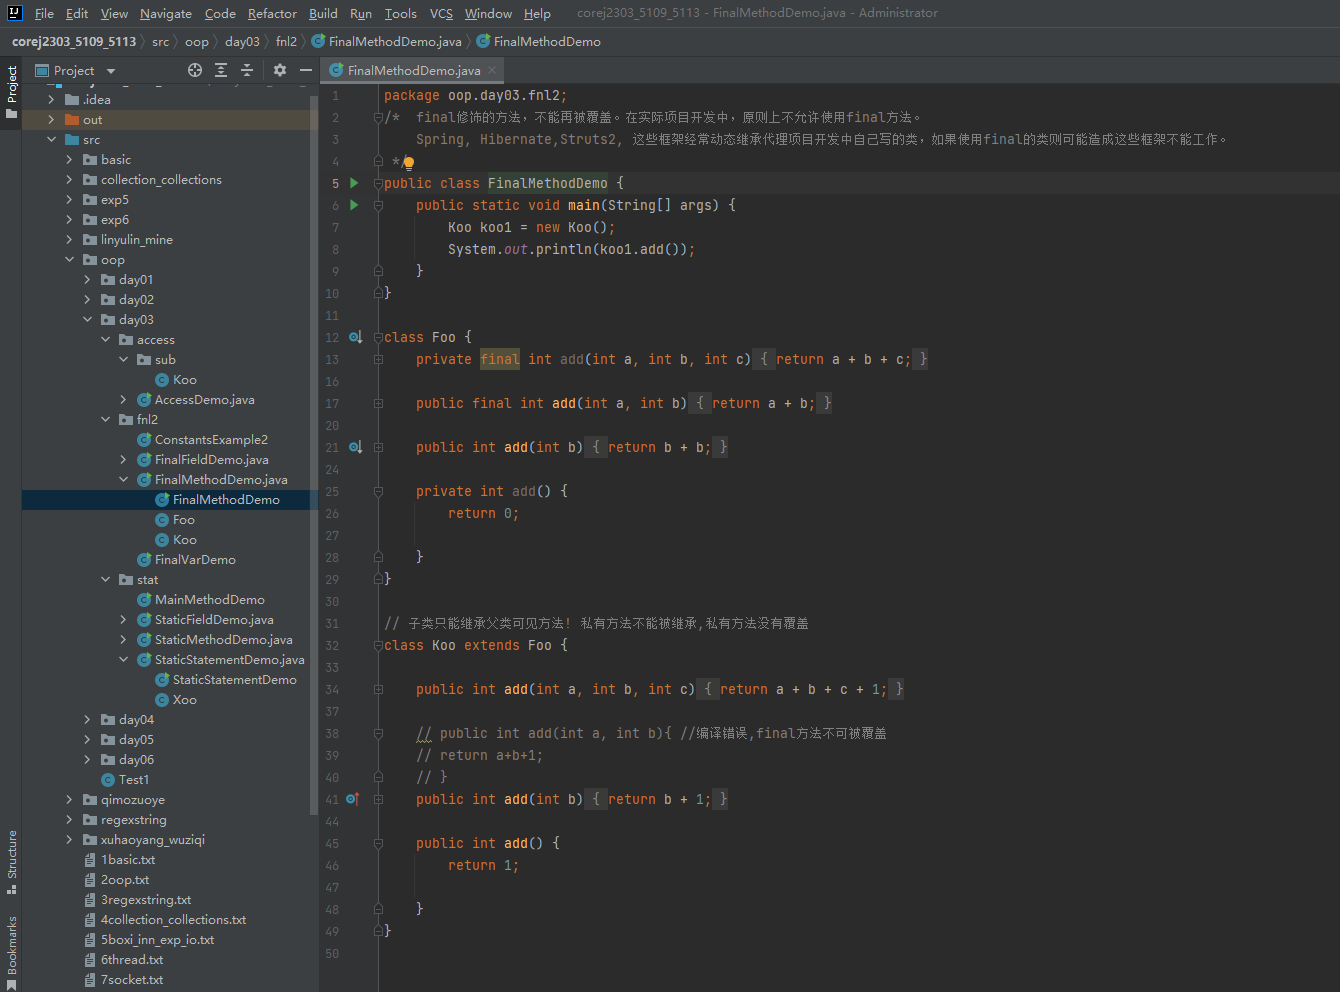 File Edit View Navigate Code Refactor Build Run Tools VCS Window Help corej2303_5109_5113 - FinalMethodDemo.java - Administrator
corej2303_5109_5113 src oop day03 fnl2 FinalMethodDemo.java FinalMethodDemo
Project
Project
Structure
Bookmarks
.idea
out
src
basic
collection_collections
exp5
exp6
linyulin_mine
oop
day01
day02
day03
access
sub
Koo
AccessDemo.java
fnl2
ConstantsExample2
FinalFieldDemo.java
FinalMethodDemo.java
FinalMethodDemo
Foo
Koo
FinalVarDemo
stat
MainMethodDemo
StaticFieldDemo.java
StaticMethodDemo.java
StaticStatementDemo.java
StaticStatementDemo
Xoo
day04
day05
day06
Test1
qimozuoye
regexstring
xuhaoyang_wuziqi
1basic.txt
2oop.txt
3regexstring.txt
4collection_collections.txt
5boxi_inn_exp_io.txt
6thread.txt
7socket.txt
FinalMethodDemo.java
1 package oop.day03.fnl2;
2 /* final修饰的方法，不能再被覆盖。在实际项目开发中，原则上不允许使用final方法。
3 Spring, Hibernate,Struts2, 这些框架经常动态继承代理项目开发中自己写的类，如果使用final的类则可能造成这些框架不能工作。
4 */
5 public class FinalMethodDemo {
6 public static void main(String[] args) {
7 Koo koo1 = new Koo();
8 System.out.println(koo1.add());
9 }
10 }
11
12 class Foo {
13 private final int add(int a, int b, int c) { return a + b + c; }
16
17 public final int add(int a, int b) { return a + b; }
20
21 public int add(int b) { return b + b; }
24
25 private int add() {
26 return 0;
27
28 }
29 }
30
31 // 子类只能继承父类可见方法! 私有方法不能被继承,私有方法没有覆盖
32 class Koo extends Foo {
33
34 public int add(int a, int b, int c) { return a + b + c + 1; }
37
38 // public int add(int a, int b){ //编译错误,final方法不可被覆盖
39 // return a+b+1;
40 // }
41 public int add(int b) { return b + 1; }
44
45 public int add() {
46 return 1;
47
48 }
49 }
50